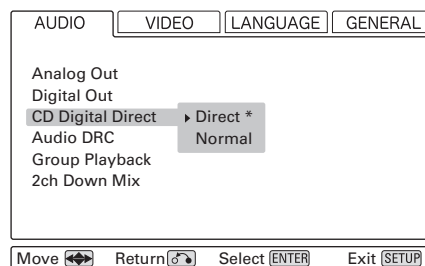 AUDIO VIDEO LANGUAGE GENERAL
Analog Out
Digital Out
CD Digital Direct Direct *
Audio DRC Normal
Group Playback
2ch Down Mix
Move Return Select ENTER Exit SETUP